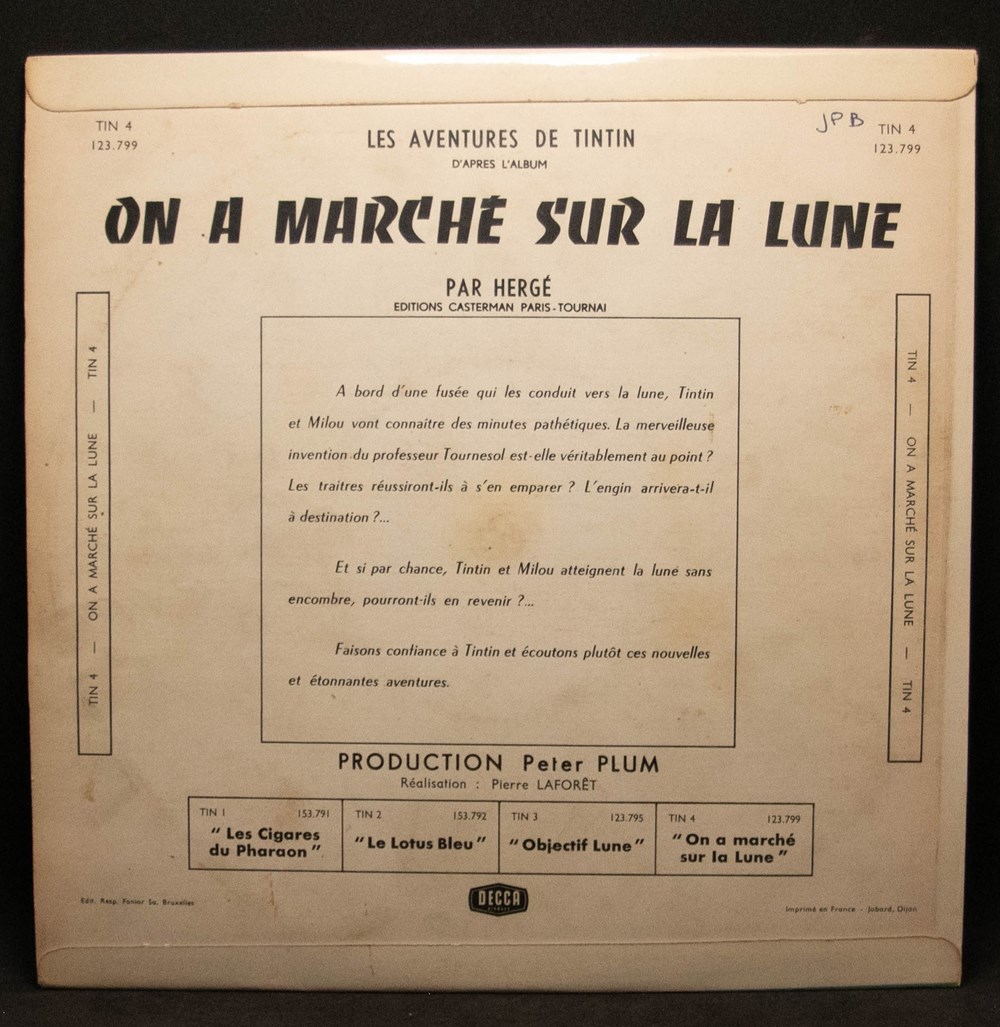 TIN 4
123.799
JPB
TIN 4
123.799
LES AVENTURES DE TINTIN
D'APRES L'ALBUM
ON A MARCHÉ SUR LA LUNE
PAR HERGÉ
EDITIONS CASTERMAN PARIS-TOURNAI
TIN 4 — ON A MARCHÉ SUR LA LUNE — TIN 4
A bord d'une fusée qui les conduit vers la lune, Tintin
et Milou vont connaître des minutes pathétiques. La merveilleuse
invention du professeur Tournesol est-elle véritablement au point ?
Les traitres réussiront-ils à s'en emparer ? L'engin arrivera-t-il
à destination ?...
Et si par chance, Tintin et Milou atteignent la lune sans
encombre, pourront-ils en revenir ?...
Faisons confiance à Tintin et écoutons plutôt ces nouvelles
et étonnantes aventures.
TIN 4 — ON A MARCHÉ SUR LA LUNE — TIN 4
PRODUCTION Peter PLUM
Réalisation : Pierre LAFORÊT
TIN 1 153.791
“ Les Cigares
du Pharaon ”
TIN 2 153.792
“ Le Lotus Bleu ”
TIN 3 123.795
“ Objectif Lune ”
TIN 4 123.799
“ On a marché
sur la Lune ”
Edit. Resp. Fonior Sa, Bruxelles
DECCA
Imprimé en France - Jobard, Dijon